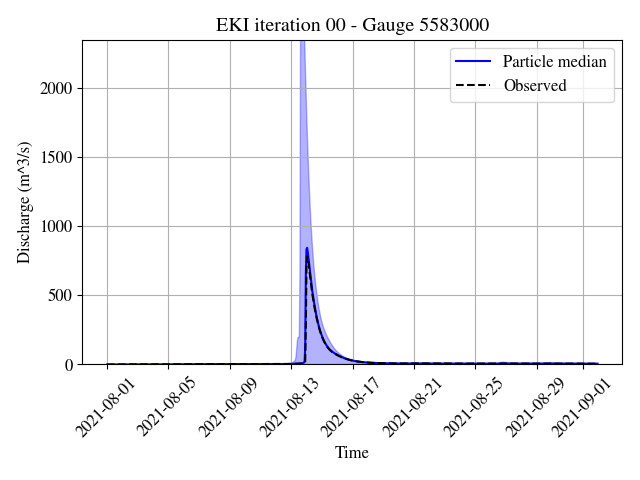 EKI iteration 00 - Gauge 5583000
Particle median
Observed
Discharge (m^3/s)
2000
1500
1000
500
0
2021-08-01
2021-08-05
2021-08-09
2021-08-13
2021-08-17
2021-08-21
2021-08-25
2021-08-29
2021-09-01
Time